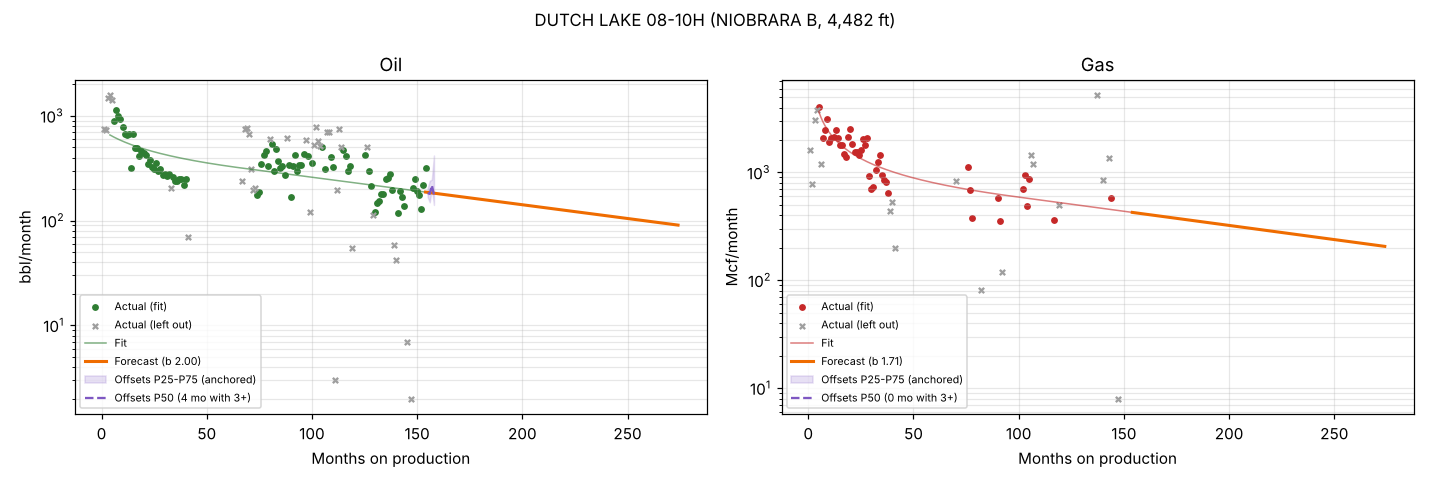 DUTCH LAKE 08-10H (NIOBRARA B, 4,482 ft)
Oil
bbl/month
10³
10²
10¹
0 50 100 150 200 250
Months on production
Actual (fit)
Actual (left out)
Fit
Forecast (b 2.00)
Offsets P25-P75 (anchored)
Offsets P50 (4 mo with 3+)
Gas
Mcf/month
10³
10²
10¹
0 50 100 150 200 250
Months on production
Actual (fit)
Actual (left out)
Fit
Forecast (b 1.71)
Offsets P25-P75 (anchored)
Offsets P50 (0 mo with 3+)